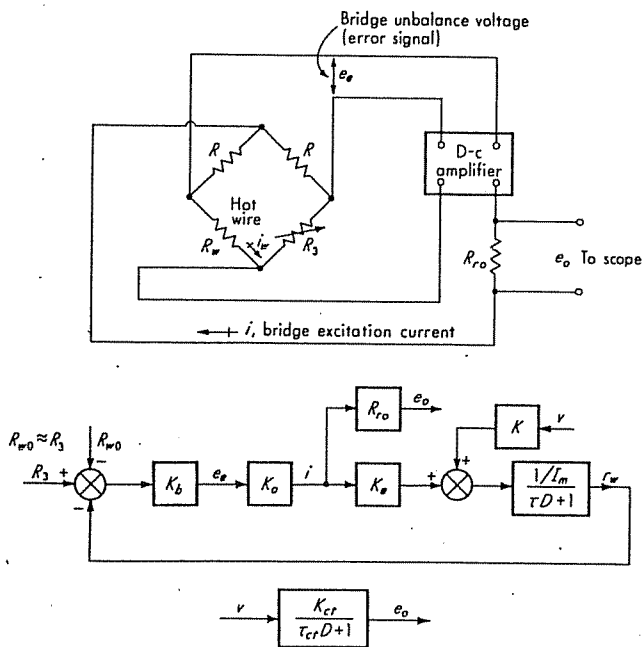 Bridge unbalance voltage
(error signal)
e_e
R
R
D-c
amplifier
Hot
wire
R_w
i_w
R_3
R_ro
e_o To scope
i, bridge excitation current
R_ro
e_o
K
v
R_w0≈R_3
R_w0
R_3
+
-
-
K_b
e_e
K_a
i
K_e
+
+
1/I_m
τD+1
r_w
v
K_ct
τ_ct D+1
e_o